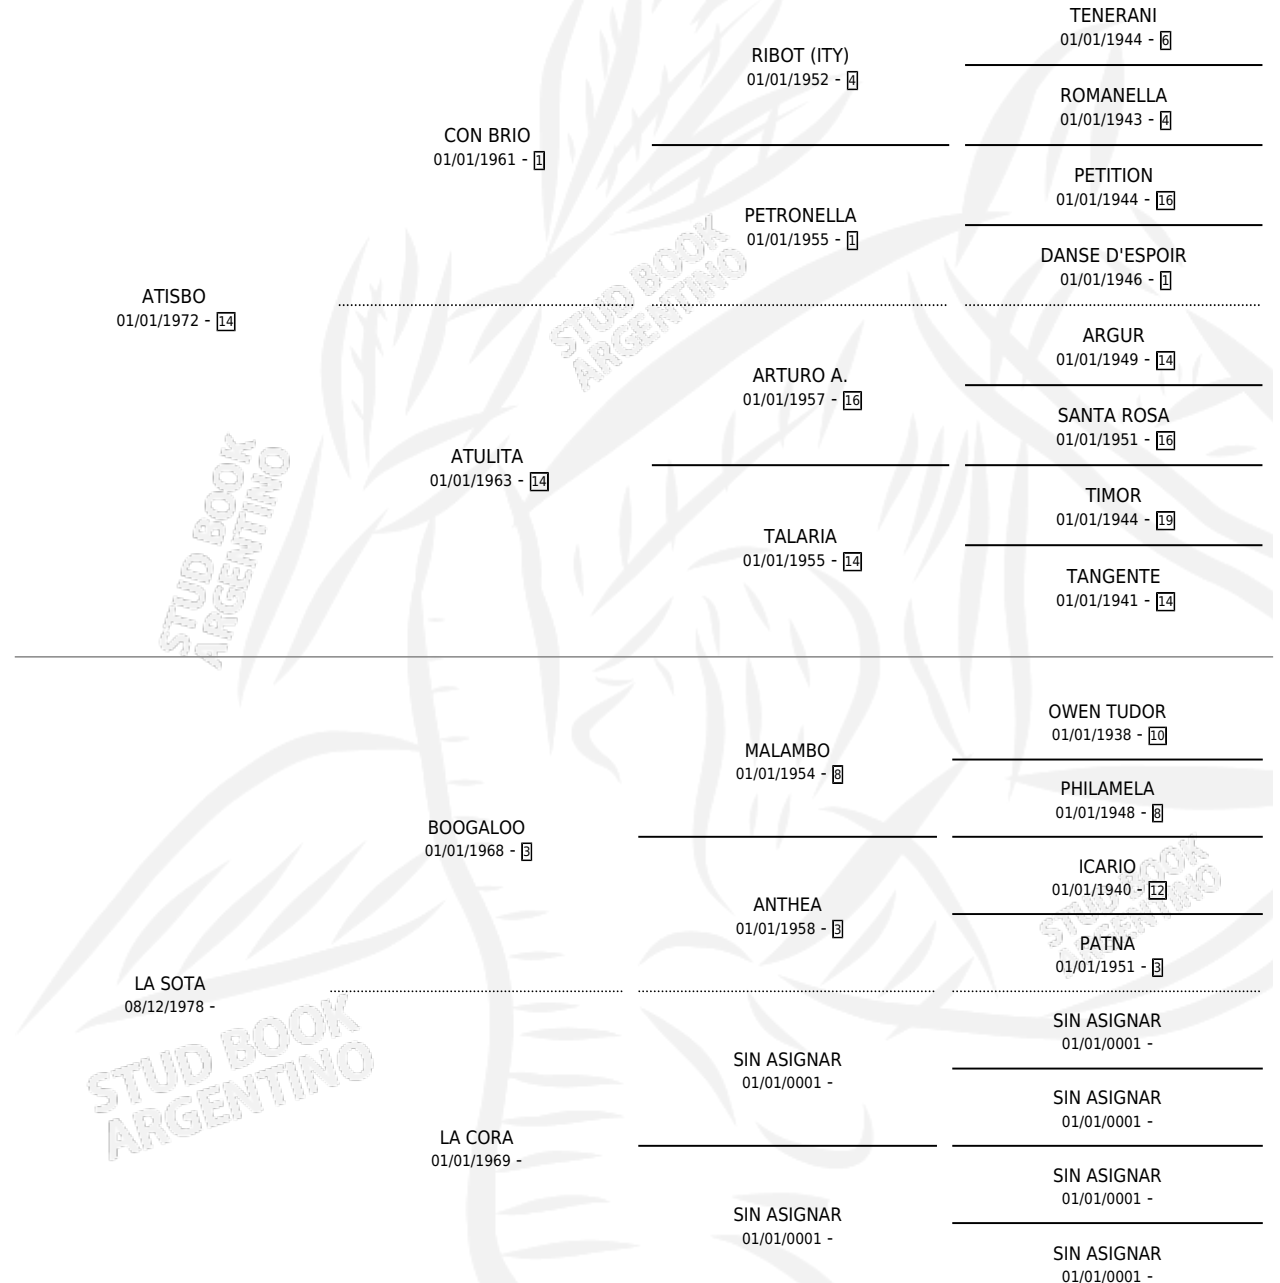 TENERANI
01/01/1944 - 6
RIBOT (ITY)
01/01/1952 - 4
ROMANELLA
01/01/1943 - 4
CON BRIO
01/01/1961 - 1
PETITION
01/01/1944 - 16
PETRONELLA
01/01/1955 - 1
DANSE D'ESPOIR
01/01/1946 - 1
ATISBO
01/01/1972 - 14
ARGUR
01/01/1949 - 14
ARTURO A.
01/01/1957 - 16
SANTA ROSA
01/01/1951 - 16
ATULITA
01/01/1963 - 14
TIMOR
01/01/1944 - 19
TALARIA
01/01/1955 - 14
TANGENTE
01/01/1941 - 14
STUD BOOK
ARGENTINO
STUD BOOK
ARGENTINO
OWEN TUDOR
01/01/1938 - 10
MALAMBO
01/01/1954 - 8
PHILAMELA
01/01/1948 - 8
BOOGALOO
01/01/1968 - 3
ICARIO
01/01/1940 - 12
ANTHEA
01/01/1958 - 3
PATNA
01/01/1951 - 3
LA SOTA
08/12/1978 -
SIN ASIGNAR
01/01/0001 -
SIN ASIGNAR
01/01/0001 -
SIN ASIGNAR
01/01/0001 -
LA CORA
01/01/1969 -
SIN ASIGNAR
01/01/0001 -
SIN ASIGNAR
01/01/0001 -
SIN ASIGNAR
01/01/0001 -
STUD BOOK
ARGENTINO
STUD BOOK
ARGENTINO